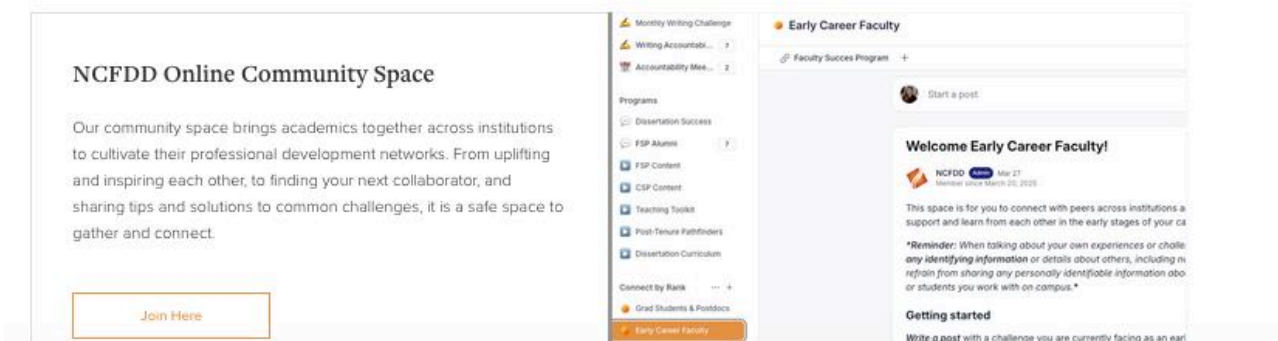 NCFDD Online Community Space
Our community space brings academics together across institutions
to cultivate their professional development networks. From uplifting
and inspiring each other, to finding your next collaborator, and
sharing tips and solutions to common challenges, it is a safe space to
gather and connect.
Join Here
Monthly Writing Challenge
Writing Accountabi... 7
Accountability Mee... 2
Programs
Dissertation Success
FSP Alumni 7
FSP Content
CSP Content
Teaching Toolkit
Post-Tenure Pathfinders
Dissertation Curriculum
Connect by Rank ... +
Grad Students & Postdocs
Early Career Faculty
Early Career Faculty
Faculty Succes Program +
Start a post
Welcome Early Career Faculty!
NCFDD Admin Mar 27
Member since March 20, 2025
This space is for you to connect with peers across institutions a
support and learn from each other in the early stages of your ca
*Reminder: When talking about your own experiences or challe
any identifying information or details about others, including
refrain from sharing any personally identifiable information abo
or students you work with on campus.*
Getting started
Write a post with a challenge you are currently facing as an earl